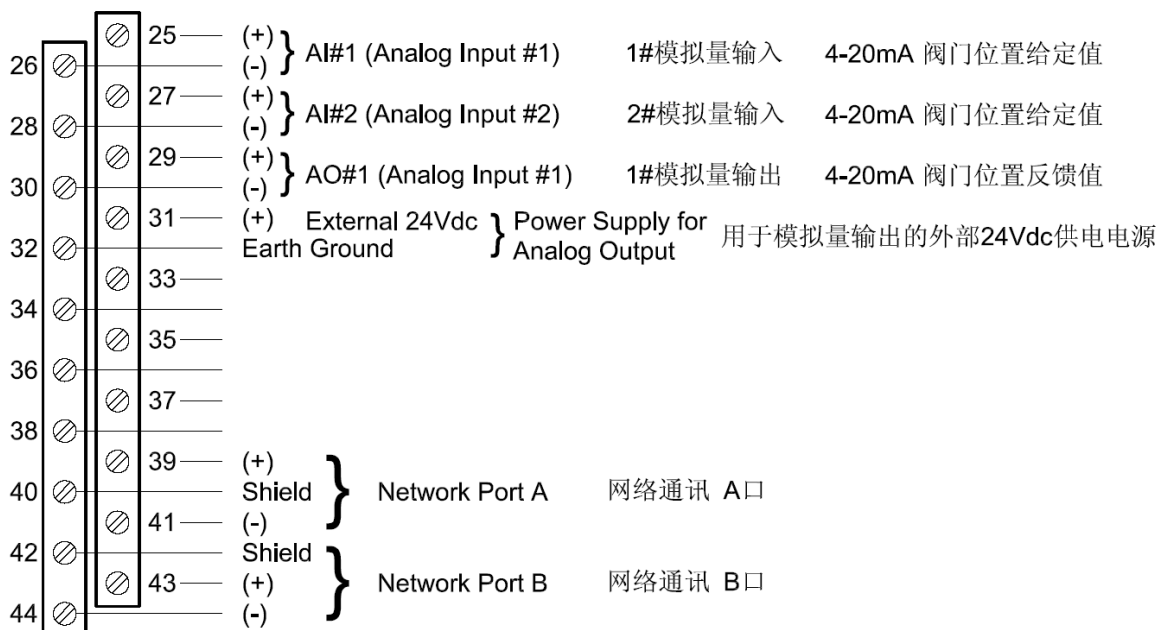 25 (+) AI#1 (Analog Input #1) 1#模拟量输入 4-20mA 阀门位置给定值
26 (-)
27 (+) AI#2 (Analog Input #2) 2#模拟量输入 4-20mA 阀门位置给定值
28 (-)
29 (+) AO#1 (Analog Input #1) 1#模拟量输出 4-20mA 阀门位置反馈值
30 (-)
31 (+) External 24Vdc Power Supply for 用于模拟量输出的外部24Vdc供电电源
32 Earth Ground Analog Output
33
34
35
36
37
38
39 (+)
40 Shield Network Port A 网络通讯 A口
41 (-)
42 Shield
43 (+) Network Port B 网络通讯 B口
44 (-)